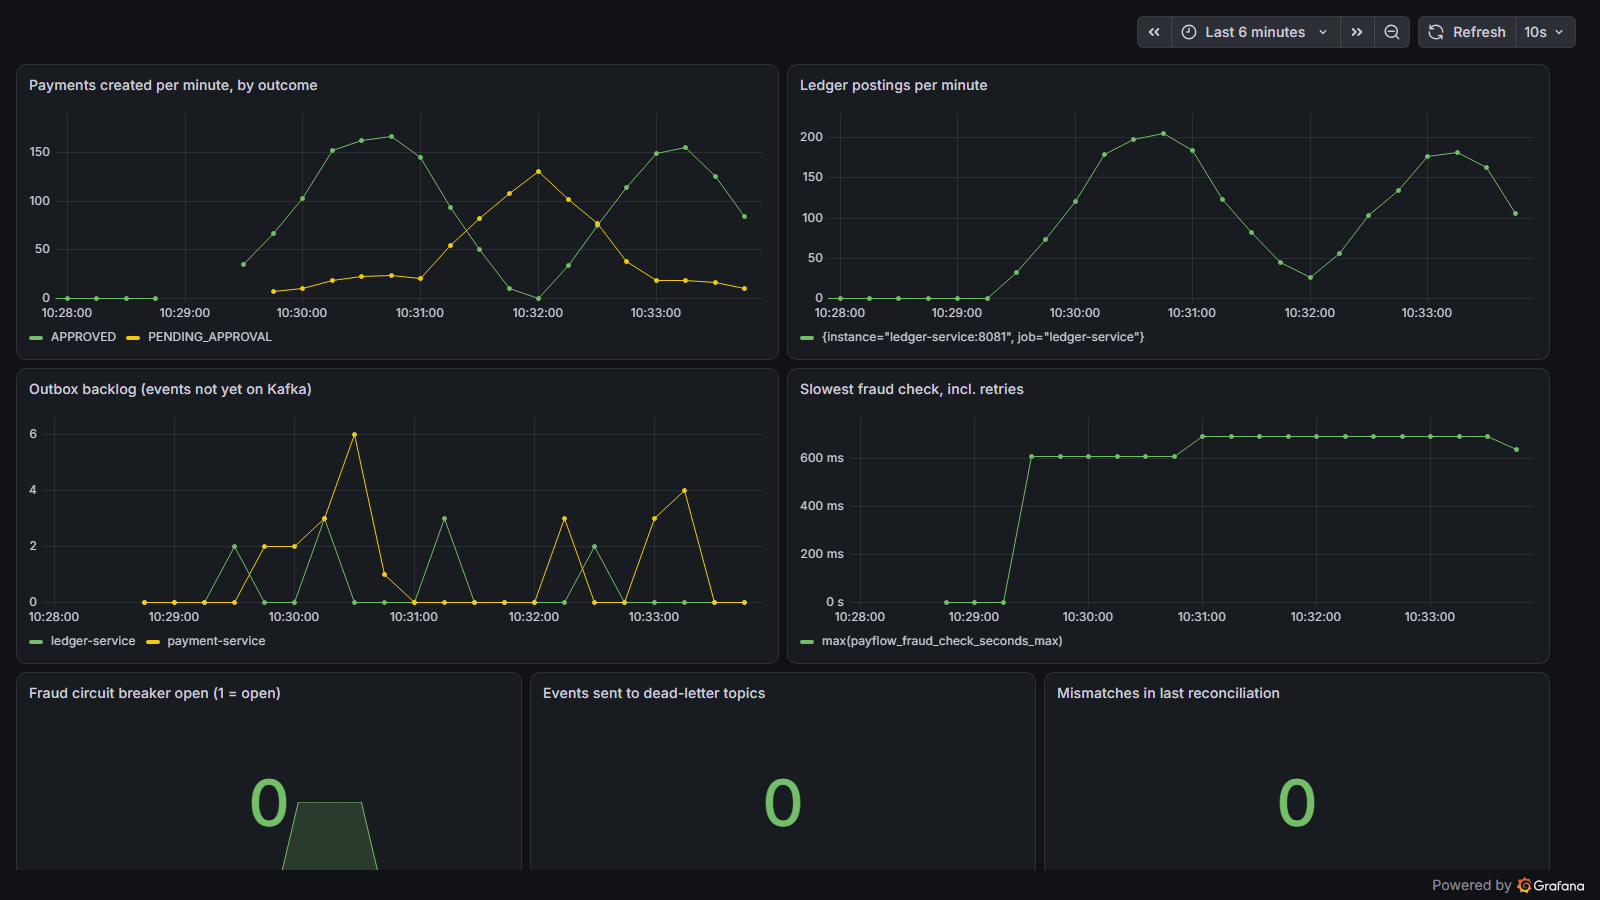 Last 6 minutes
Refresh
10s
Payments created per minute, by outcome
150
100
50
0
10:28:00 10:29:00 10:30:00 10:31:00 10:32:00 10:33:00
APPROVED PENDING_APPROVAL
Ledger postings per minute
200
150
100
50
0
10:28:00 10:29:00 10:30:00 10:31:00 10:32:00 10:33:00
{instance="ledger-service:8081", job="ledger-service"}
Outbox backlog (events not yet on Kafka)
6
4
2
0
10:28:00 10:29:00 10:30:00 10:31:00 10:32:00 10:33:00
ledger-service payment-service
Slowest fraud check, incl. retries
600 ms
400 ms
200 ms
0 s
10:28:00 10:29:00 10:30:00 10:31:00 10:32:00 10:33:00
max(payflow_fraud_check_seconds_max)
Fraud circuit breaker open (1 = open)
0
Events sent to dead-letter topics
0
Mismatches in last reconciliation
0
Powered by Grafana